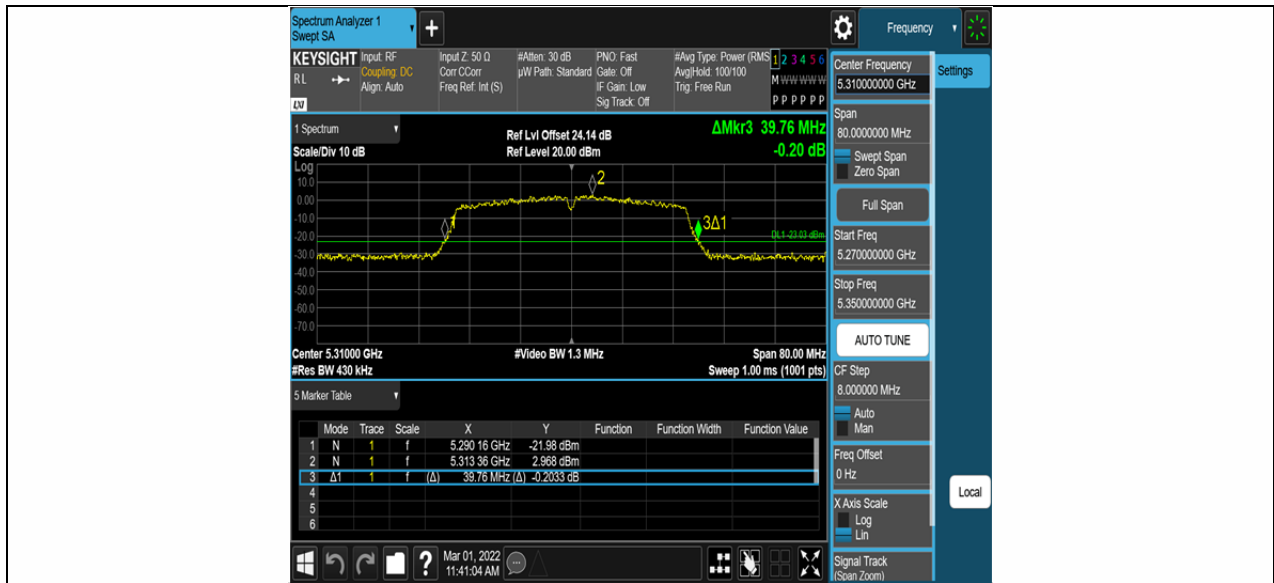 Spectrum Analyzer 1
Swept SA
+
Frequency
KEYSIGHT
RL
LXI
Input: RF
Coupling: DC
Align: Auto
Input Z: 50 Ω
Corr CCorr
Freq Ref: Int (S)
#Atten: 30 dB
µW Path: Standard
PNO: Fast
Gate: Off
IF Gain: Low
Sig Track: Off
#Avg Type: Power (RMS
Avg|Hold: 100/100
Trig: Free Run
1 2 3 4 5 6
M W W W W W
P P P P P P
1 Spectrum
Scale/Div 10 dB
Ref Lvl Offset 24.14 dB
Ref Level 20.00 dBm
ΔMkr3 39.76 MHz
-0.20 dB
Log
10.0
0.00
-10.0
-20.0
-30.0
-40.0
-50.0
-60.0
-70.0
1
2
3Δ1
DL1 -23.03 dBm
Center 5.31000 GHz
#Video BW 1.3 MHz
Span 80.00 MHz
#Res BW 430 kHz
Sweep 1.00 ms (1001 pts)
5 Marker Table
Mode Trace Scale X Y Function Function Width Function Value
1 N 1 f 5.290 16 GHz -21.98 dBm
2 N 1 f 5.313 36 GHz 2.968 dBm
3 Δ1 1 f (Δ) 39.76 MHz (Δ) -0.2033 dB
4
5
6
?
Mar 01, 2022
11:41:04 AM
Center Frequency
5.310000000 GHz
Settings
Span
80.0000000 MHz
Swept Span
Zero Span
Full Span
Start Freq
5.270000000 GHz
Stop Freq
5.350000000 GHz
AUTO TUNE
CF Step
8.000000 MHz
Auto
Man
Freq Offset
0 Hz
X Axis Scale
Log
Lin
Local
Signal Track
(Span Zoom)